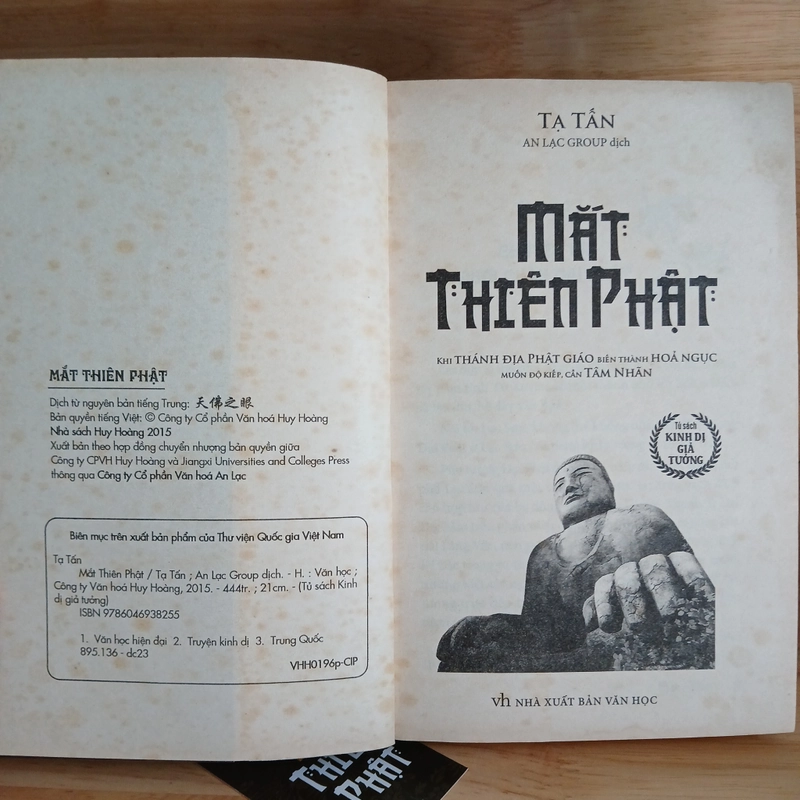 MẮT THIÊN PHẬT
Dịch từ nguyên bản tiếng Trung: 天佛之眼
Bản quyền tiếng Việt: © Công ty Cổ phần Văn hoá Huy Hoàng
Nhà sách Huy Hoàng 2015
Xuất bản theo hợp đồng chuyển nhượng bản quyền giữa
Công ty CPVH Huy Hoàng và Jiangxi Universities and Colleges Press
thông qua Công ty Cổ phần Văn hoá An Lạc
Biên mục trên xuất bản phẩm của Thư viện Quốc gia Việt Nam
Tạ Tấn
Mắt Thiên Phật / Tạ Tấn ; An Lạc Group dịch. - H. : Văn học ;
Công ty Văn hoá Huy Hoàng, 2015. - 444tr. ; 21cm. - (Tủ sách Kinh
dị giả tưởng)
ISBN 9786046938255
1. Văn học hiện đại 2. Truyện kinh dị 3. Trung Quốc
895.136 - dc23
VHH0196p-CIP
TẠ TẤN
AN LẠC GROUP dịch
MẮT
THIÊN PHẬT
KHI THÁNH ĐỊA PHẬT GIÁO BIẾN THÀNH HOẢ NGỤC
MUỐN ĐỘ KIẾP, CẦN TÂM NHÃN
Tủ sách
KINH DỊ
GIẢ
TƯỞNG
vh NHÀ XUẤT BẢN VĂN HỌC
THIÊN
PHẬT